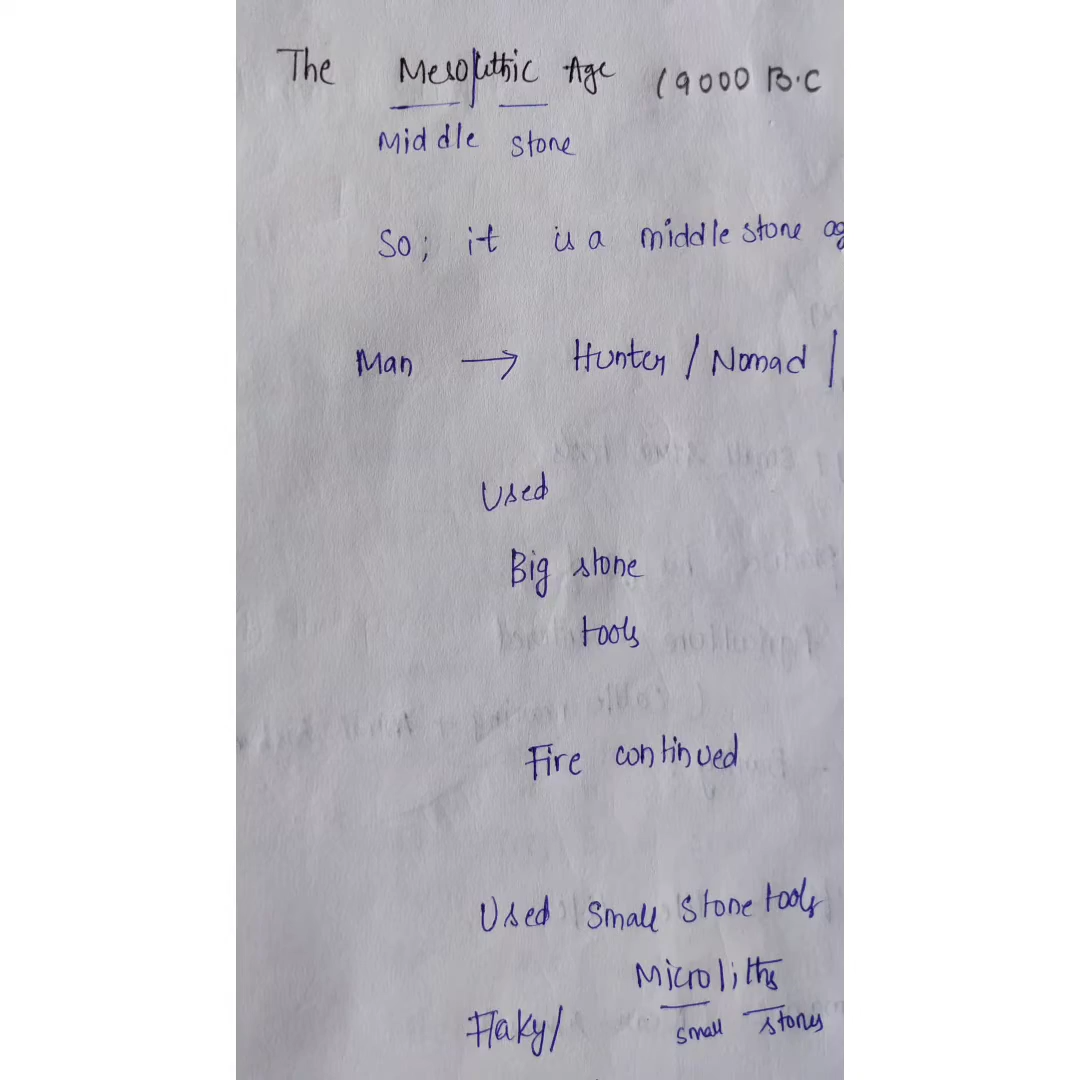 The Mesolithic Age (9000 B.C
Middle stone
So; it is a middle stone ag
Man → Hunter / Nomad /
Used
Big stone
tools
Fire continued
Used small stone tools
Microliths
Flaky/ small stones